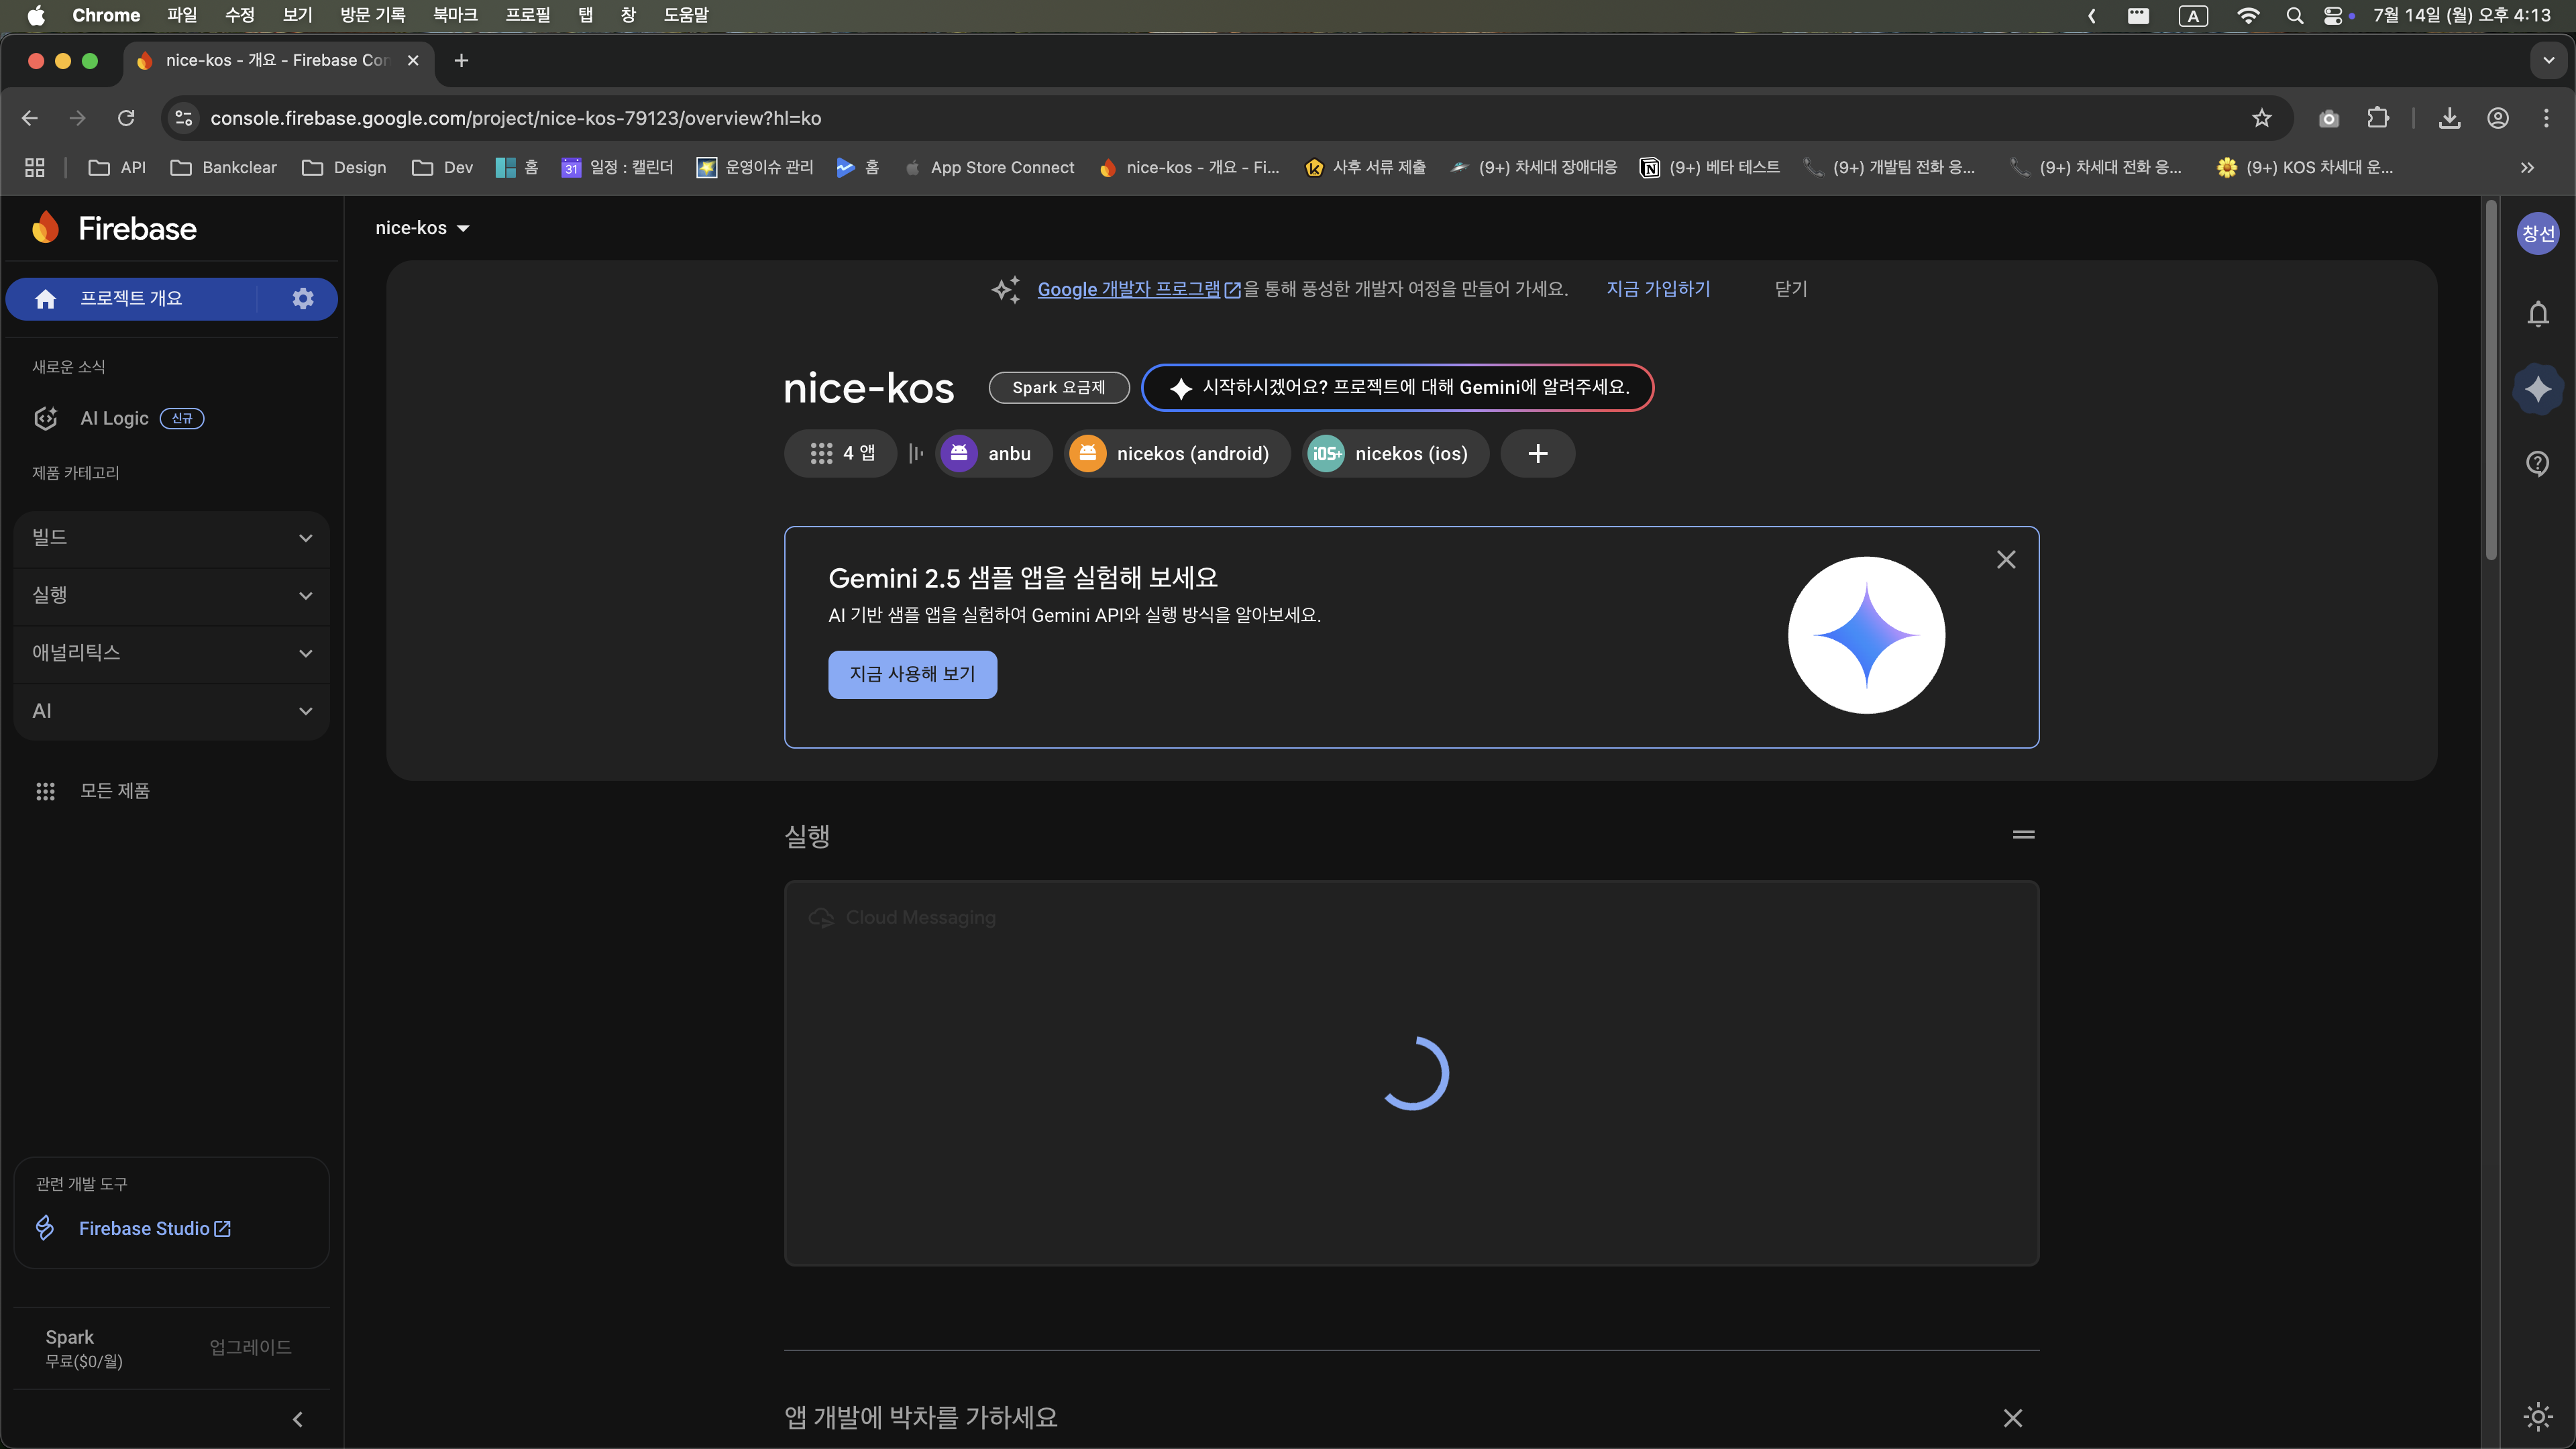 Chrome 파일 수정 보기 방문 기록 북마크 프로필 탭 창 도움말 A 7월 14일 (월) 오후 4:13
nice-kos - 개요 - Firebase Con
console.firebase.google.com/project/nice-kos-79123/overview?hl=ko
API Bankclear Design Dev 홈 31 일정 : 캘린더 운영이슈 관리 홈 App Store Connect nice-kos - 개요 - Fi... 사후 서류 제출 (9+) 차세대 장애대응 (9+) 베타 테스트 (9+) 개발팀 전화 응... (9+) 차세대 전화 응... (9+) KOS 차세대 운...
Firebase
프로젝트 개요
새로운 소식
AI Logic 신규
제품 카테고리
빌드
실행
애널리틱스
AI
모든 제품
관련 개발 도구
Firebase Studio
Spark
무료($0/월)
업그레이드
nice-kos
창선
Google 개발자 프로그램을 통해 풍성한 개발자 여정을 만들어 가세요. 지금 가입하기 닫기
nice-kos Spark 요금제 시작하시겠어요? 프로젝트에 대해 Gemini에 알려주세요.
4 앱 anbu nicekos (android) iOS+ nicekos (ios)
Gemini 2.5 샘플 앱을 실험해 보세요
AI 기반 샘플 앱을 실험하여 Gemini API와 실행 방식을 알아보세요.
지금 사용해 보기
실행
Cloud Messaging
앱 개발에 박차를 가하세요